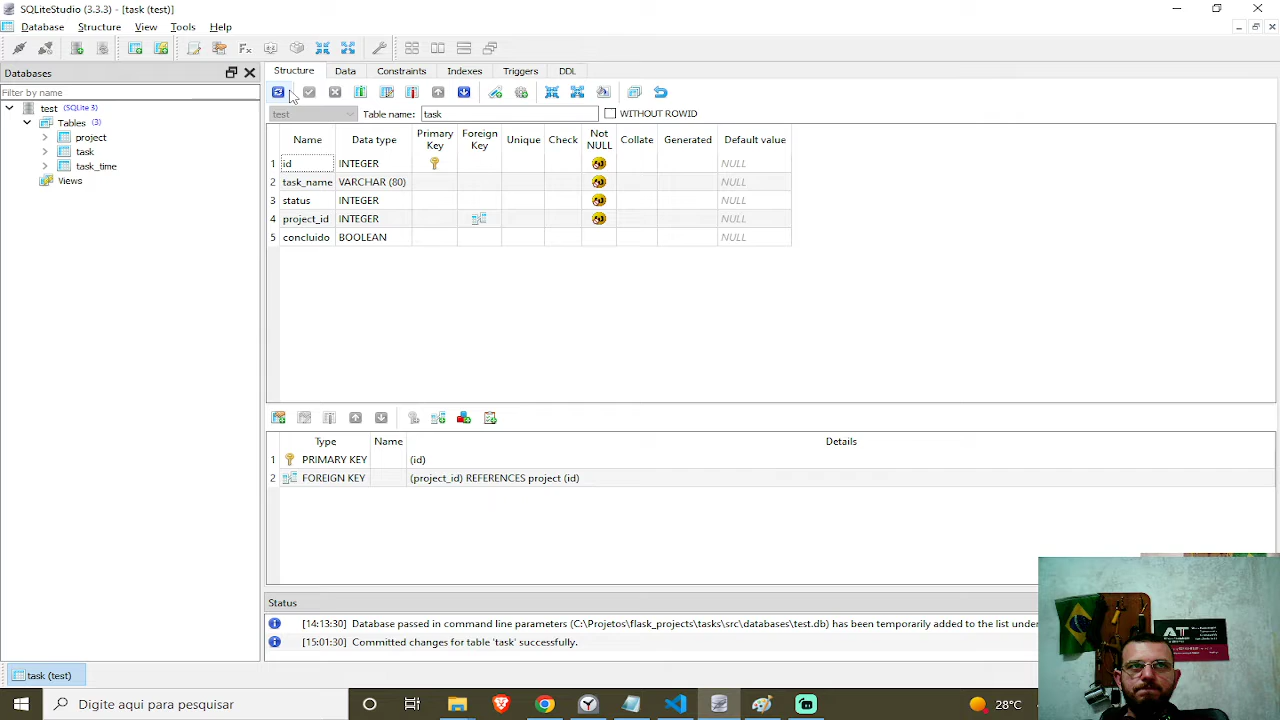 SQLiteStudio (3.3.3) - [task (test)]
Database Structure View Tools Help
Databases
Filter by name
test (SQLite 3)
Tables (3)
project
task
task_time
Views
Structure Data Constraints Indexes Triggers DDL
test Table name: task WITHOUT ROWID
Name Data type Primary Key Foreign Key Unique Check Not NULL Collate Generated Default value
1 id INTEGER NULL
2 task_name VARCHAR (80) NULL
3 status INTEGER NULL
4 project_id INTEGER NULL
5 concluido BOOLEAN NULL
Type Name Details
1 PRIMARY KEY (id)
2 FOREIGN KEY (project_id) REFERENCES project (id)
Status
[14:13:30] Database passed in command line parameters (C:\Projetos\flask_projects\tasks\src\databases\test.db) has been temporarily added to the list under
[15:01:30] Committed changes for table 'task' successfully.
task (test)
Digite aqui para pesquisar
28°C
AT